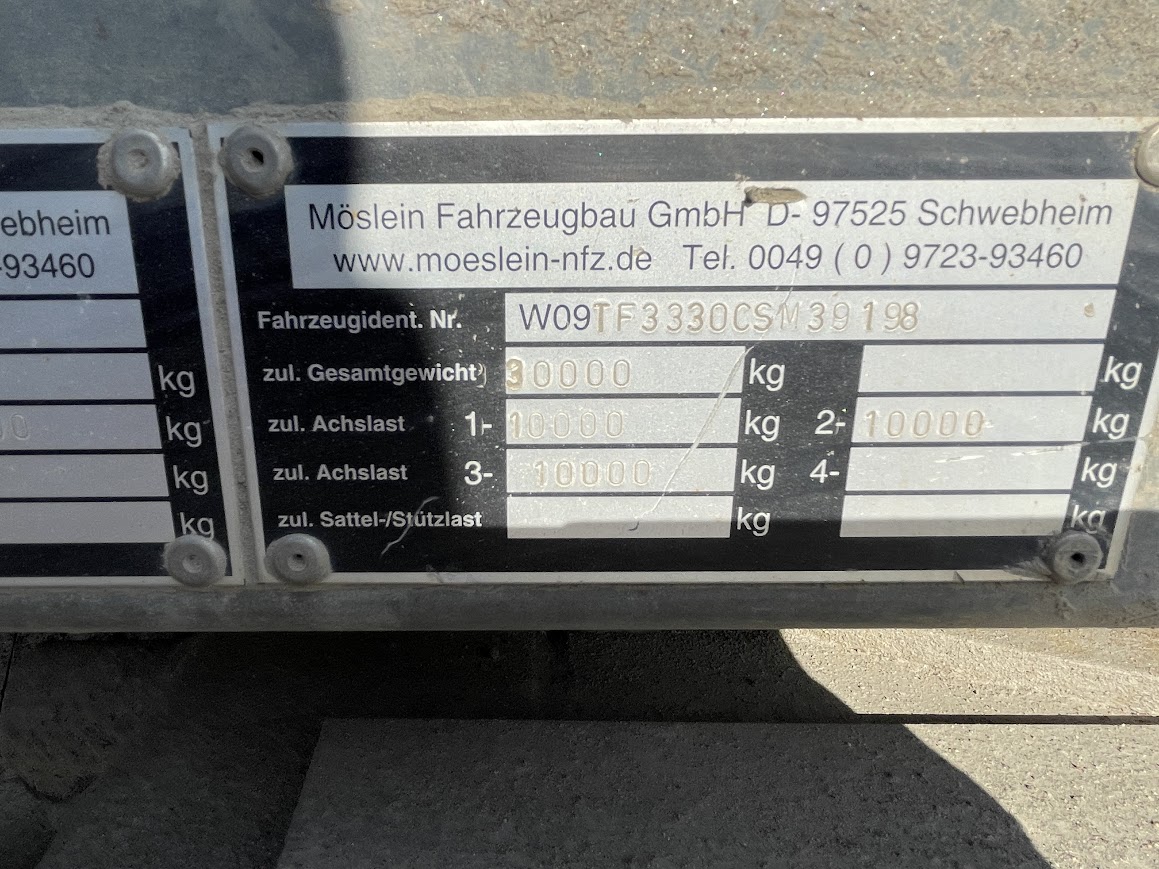 ebheim
-93460
kg
00 kg
kg
kg
Möslein Fahrzeugbau GmbH D- 97525 Schwebheim
www.moeslein-nfz.de Tel. 0049 ( 0 ) 9723-93460
Fahrzeugident. Nr. W09TF3330CSM39198
zul. Gesamtgewicht 30000 kg kg
zul. Achslast 1- 10000 kg 2- 10000 kg
zul. Achslast 3- 10000 kg 4- kg
zul. Sattel-/Stützlast kg kg